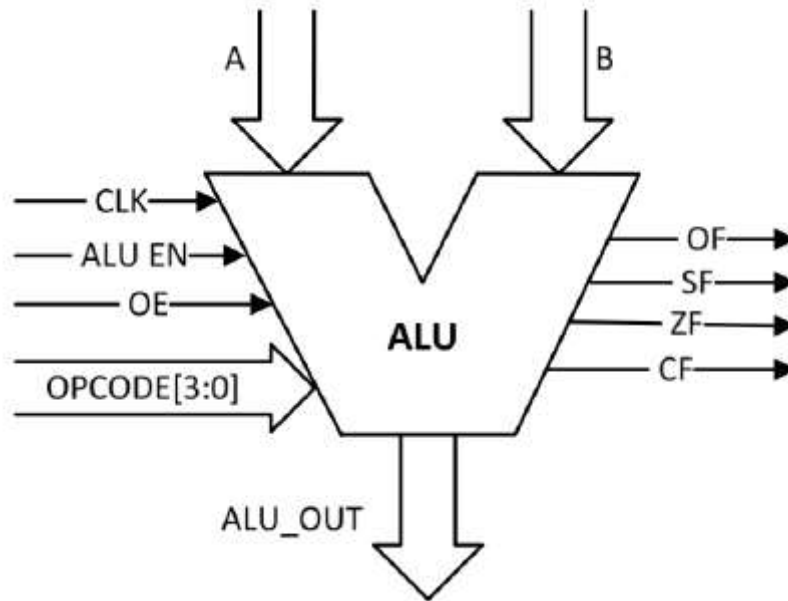 A
B
CLK
ALU EN
OE
OPCODE[3:0]
ALU
OF
SF
ZF
CF
ALU_OUT